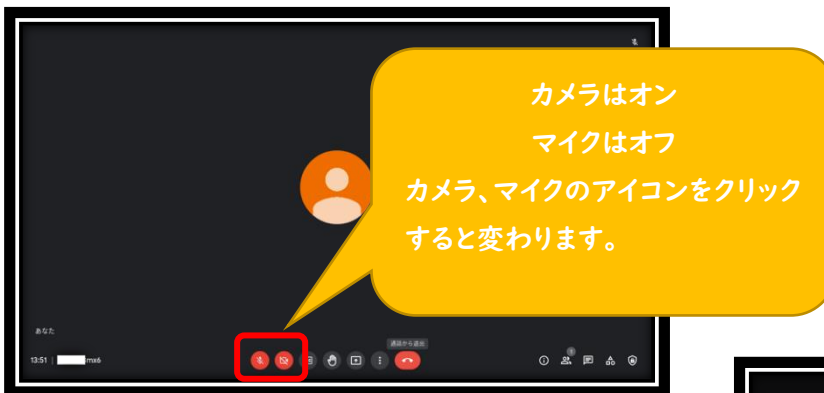 カメラはオン
マイクはオフ
カメラ、マイクのアイコンをクリック
すると変わります。
あなた
通話から退出
13:51 | mx6
1